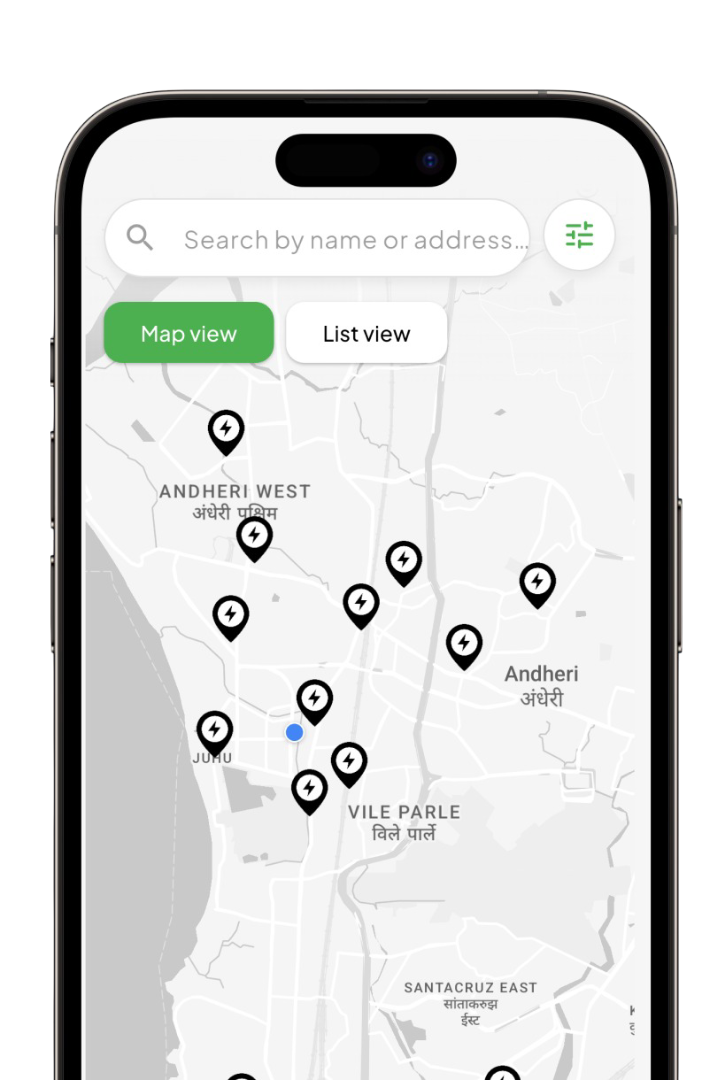 Search by name or address...
Map view
List view
ANDHERI WEST
अंधेरी पश्चिम
Andheri
अंधेरी
JUHU
VILE PARLE
विले पार्ले
SANTACRUZ EAST
सांताकरुझ
ईस्ट